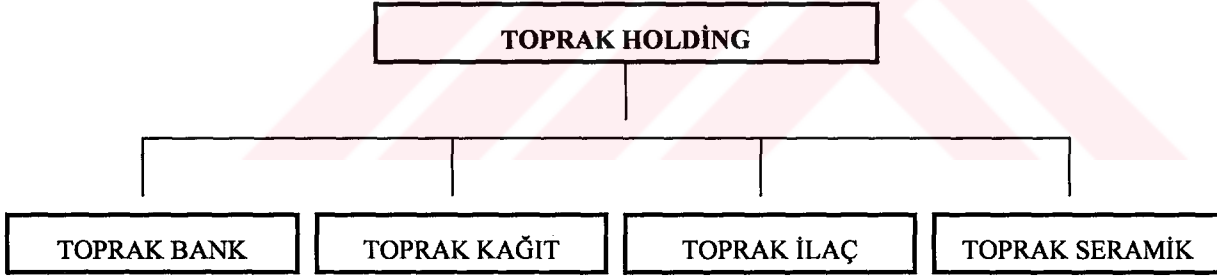 TOPRAK HOLDİNG
TOPRAK BANK
TOPRAK KAĞIT
TOPRAK İLAÇ
TOPRAK SERAMİK